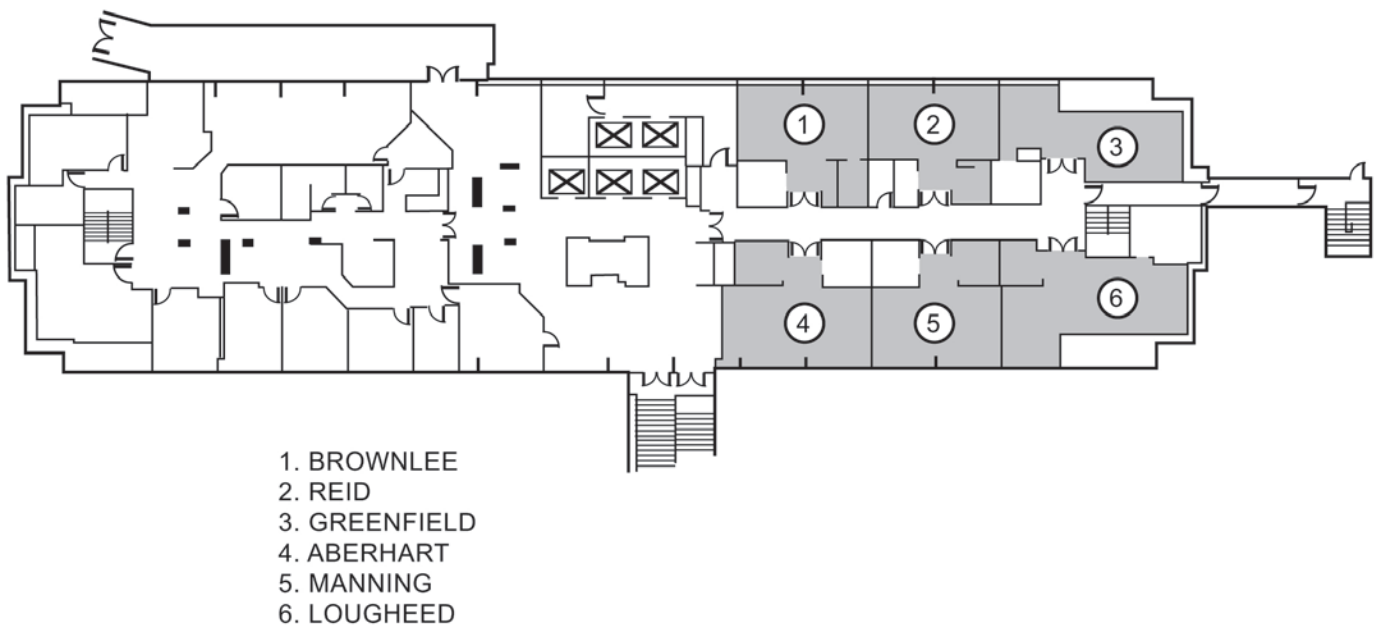 1
2
3
4
5
6
1. BROWNLEE
2. REID
3. GREENFIELD
4. ABERHART
5. MANNING
6. LOUGHEED